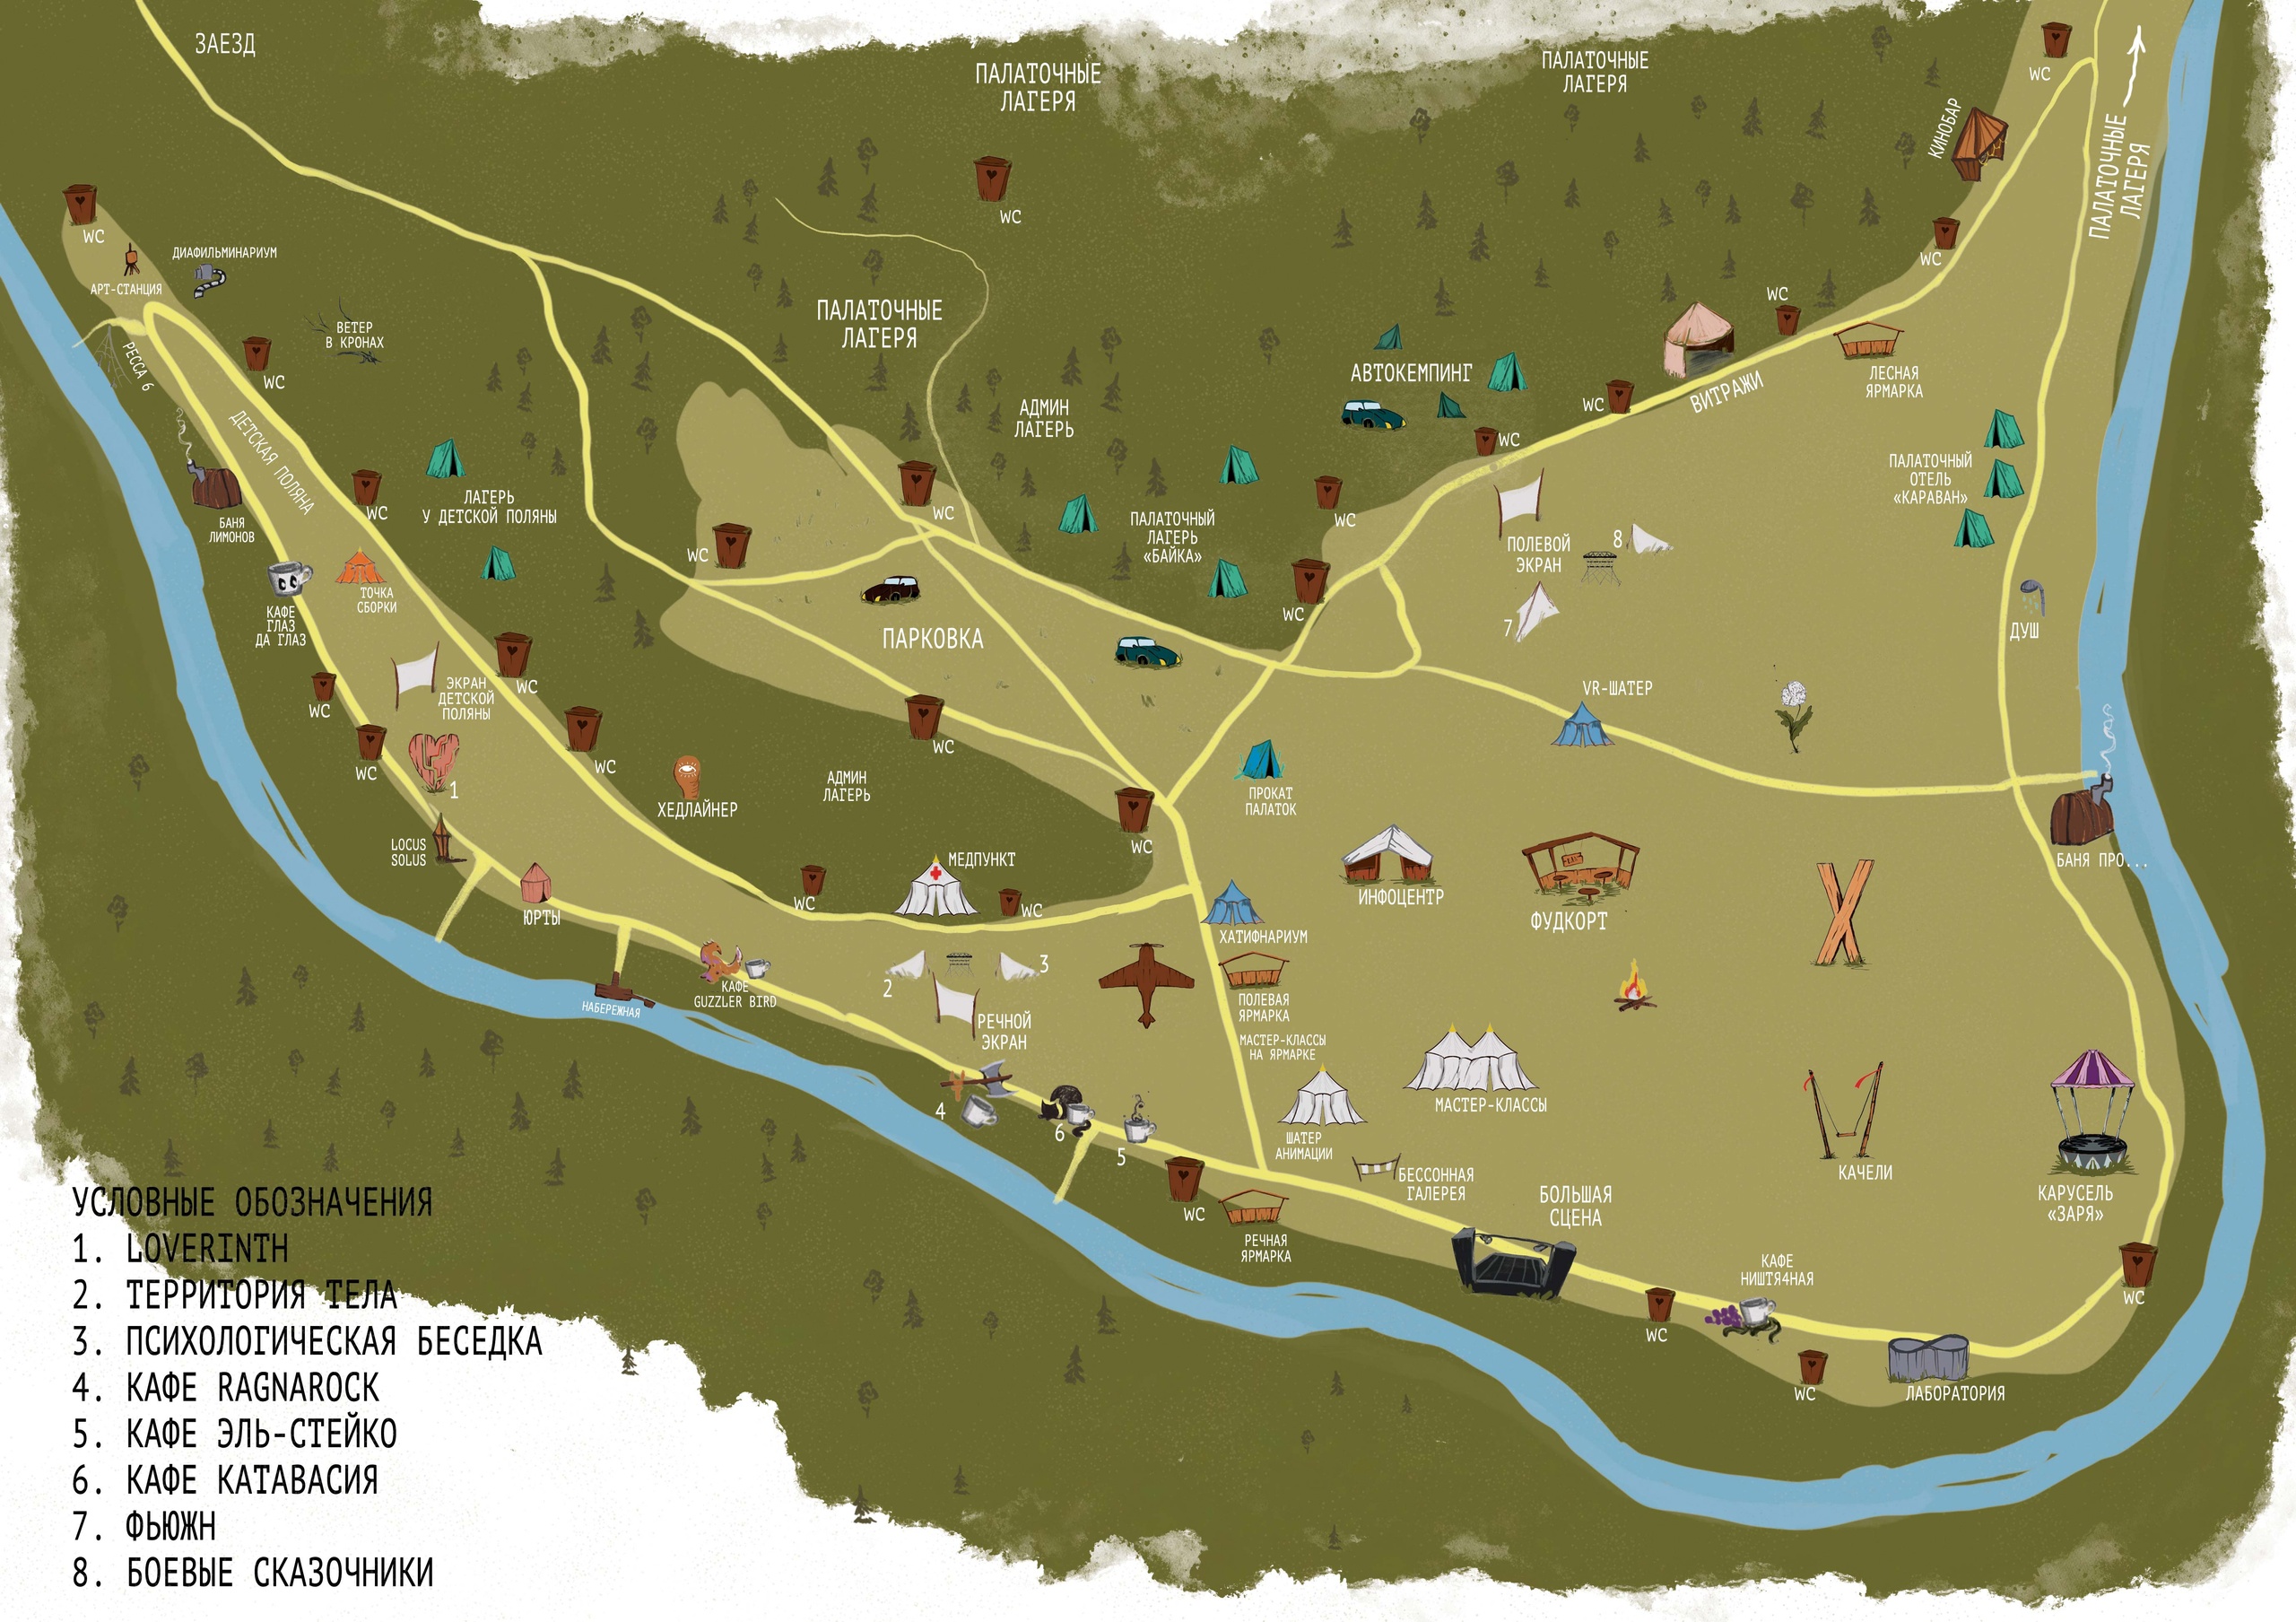 ЗАЕЗД
ПАЛАТОЧНЫЕ
ЛАГЕРЯ
ПАЛАТОЧНЫЕ
ЛАГЕРЯ
WC
КИНОБАР
ПАЛАТОЧНЫЕ
ЛАГЕРЯ
WC
WC
WC
ДИАФИЛЬМИНАРИУМ
АРТ-СТАНЦИЯ
ВЕТЕР
В КРОНАХ
РЕССА 6
WC
ДЕТСКАЯ ПОЛЯНА
ПАЛАТОЧНЫЕ
ЛАГЕРЯ
АДМИН
ЛАГЕРЬ
АВТОКЕМПИНГ
WC
WC
ВИТРАЖИ
ЛЕСНАЯ
ЯРМАРКА
WC
WC
БАНЯ
ЛИМОНОВ
WC
ЛАГЕРЬ
У ДЕТСКОЙ ПОЛЯНЫ
WC
WC
ПАЛАТОЧНЫЙ
ЛАГЕРЬ
«БАЙКА»
WC
WC
ПОЛЕВОЙ
ЭКРАН
8
7
ПАЛАТОЧНЫЙ
ОТЕЛЬ
«КАРАВАН»
ДУШ
КАФЕ
ГЛАЗ
ДА ГЛАЗ
ТОЧКА
СБОРКИ
ПАРКОВКА
WC
ЭКРАН
ДЕТСКОЙ
ПОЛЯНЫ
WC
WC
1
WC
WC
VR-ШАТЕР
ХЕДЛАЙНЕР
АДМИН
ЛАГЕРЬ
ПРОКАТ
ПАЛАТОК
WC
LOCUS
SOLUS
ЮРТЫ
WC
МЕДПУНКТ
WC
ИНФОЦЕНТР
ФУДКОРТ
БАНЯ ПРО...
ХАТИФНАРИУМ
НАБЕРЕЖНАЯ
КАФЕ
GUZZLER BIRD
2
3
РЕЧНОЙ
ЭКРАН
ПОЛЕВАЯ
ЯРМАРКА
МАСТЕР-КЛАССЫ
НА ЯРМАРКЕ
МАСТЕР-КЛАССЫ
4
6
5
ШАТЕР
АНИМАЦИИ
БЕССОННАЯ
ГАЛЕРЕЯ
КАЧЕЛИ
КАРУСЕЛЬ
«ЗАРЯ»
WC
РЕЧНАЯ
ЯРМАРКА
БОЛЬШАЯ
СЦЕНА
КАФЕ
НИШТЯ4НАЯ
WC
WC
WC
ЛАБОРАТОРИЯ
УСЛОВНЫЕ ОБОЗНАЧЕНИЯ
1. LOVERINTH
2. ТЕРРИТОРИЯ ТЕЛА
3. ПСИХОЛОГИЧЕСКАЯ БЕСЕДКА
4. КАФЕ RAGNAROCK
5. КАФЕ ЭЛЬ-СТЕЙКО
6. КАФЕ КАТАВАСИЯ
7. ФЬЮЖН
8. БОЕВЫЕ СКАЗОЧНИКИ